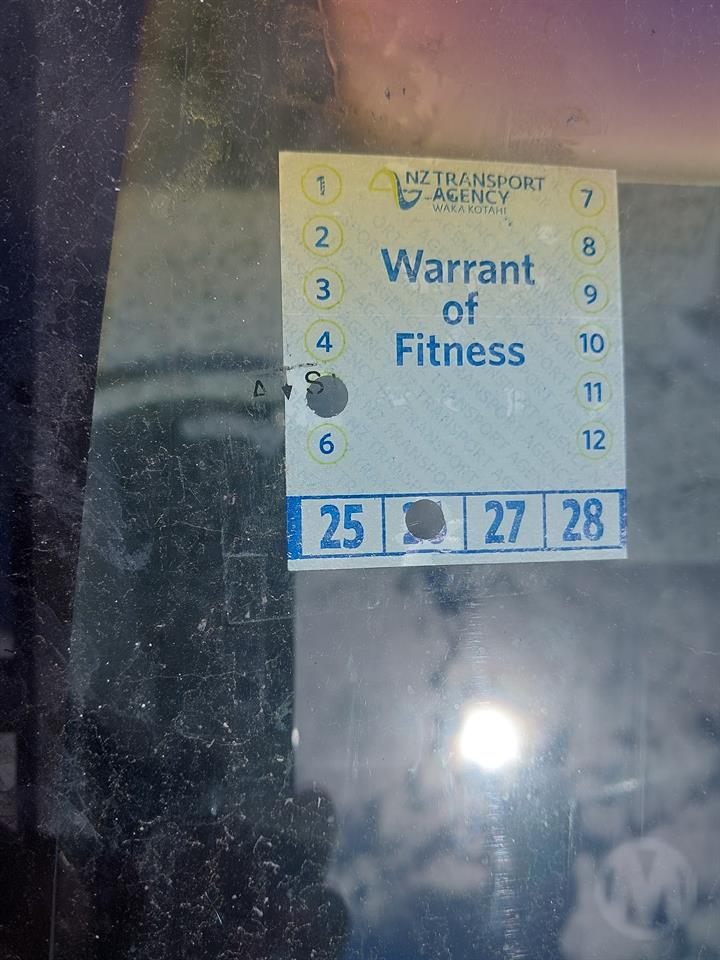 NZ TRANSPORT
AGENCY
WAKA KOTAHI
Warrant
of
Fitness
1
2
3
4
6
7
8
9
10
11
12
25
27 28
M